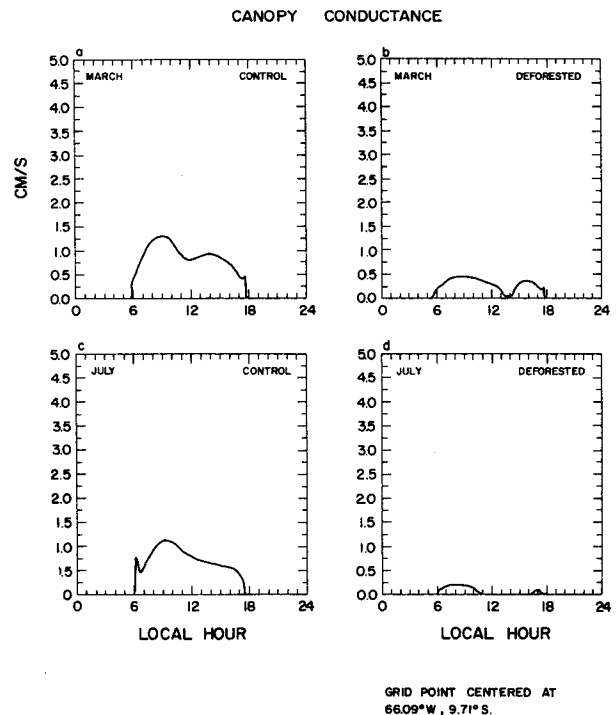 CANOPY CONDUCTANCE
a
MARCH CONTROL
5.0
4.5
4.0
3.5
3.0
2.5
2.0
1.5
1.0
0.5
0.0
0 6 12 18 24
CM/S
b
MARCH DEFORESTED
5.0
4.5
4.0
3.5
3.0
2.5
2.0
1.5
1.0
0.5
0.0
0 6 12 18 24
c
JULY CONTROL
5.0
4.5
4.0
3.5
3.0
2.5
2.0
1.5
1.0
0.5
0
0 6 12 18 24
LOCAL HOUR
d
JULY DEFORESTED
5.0
4.5
4.0
3.5
3.0
2.5
2.0
1.5
1.0
0.5
0.0
0 6 12 18 24
LOCAL HOUR
GRID POINT CENTERED AT
66.09°W, 9.71°S.